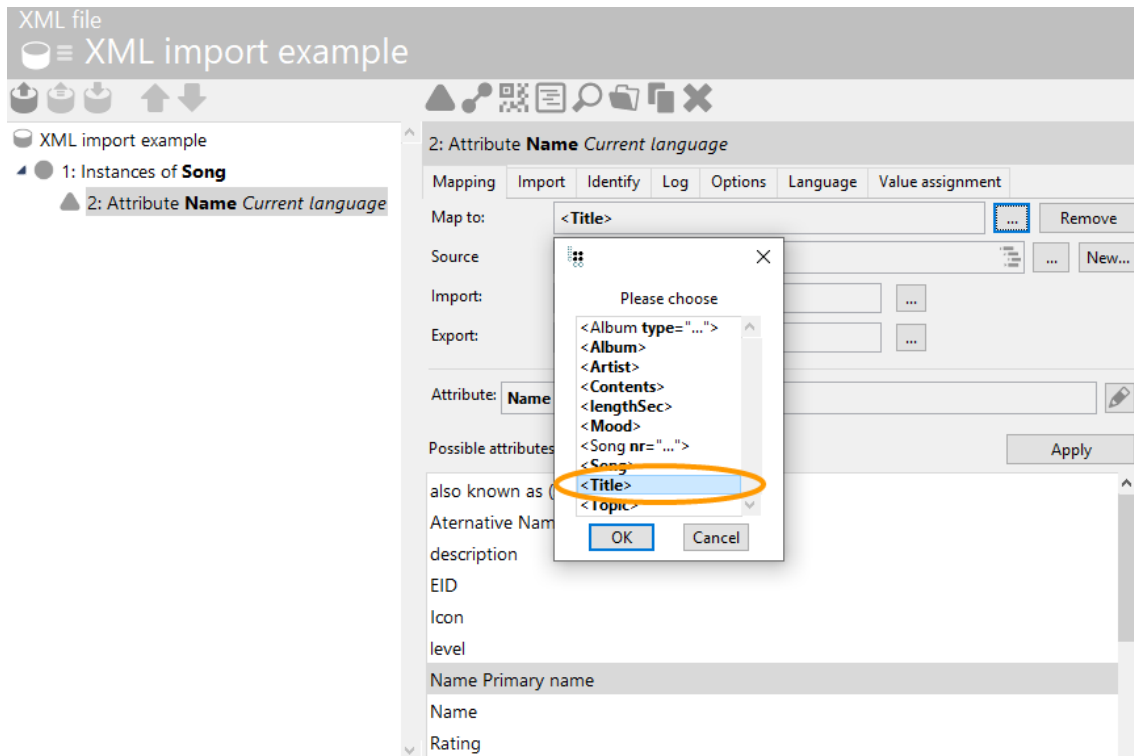 XML file
XML import example
XML import example
1: Instances of Song
2: Attribute Name Current language
2: Attribute Name Current language
Mapping Import Identify Log Options Language Value assignment
Map to: <Title> ... Remove
Source ... New...
Import: ...
Export: ...
Attribute: Name
Possible attributes
Apply
also known as (
Aternative Nam
description
EID
Icon
level
Name Primary name
Name
Rating
Please choose
<Album type="...">
<Album>
<Artist>
<Contents>
<lengthSec>
<Mood>
<Song nr="...">
<Song>
<Title>
<Topic>
OK Cancel